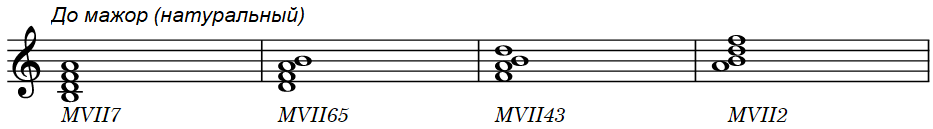 До мажор (натуральный)
MVII7 MVII65 MVII43 MVII2